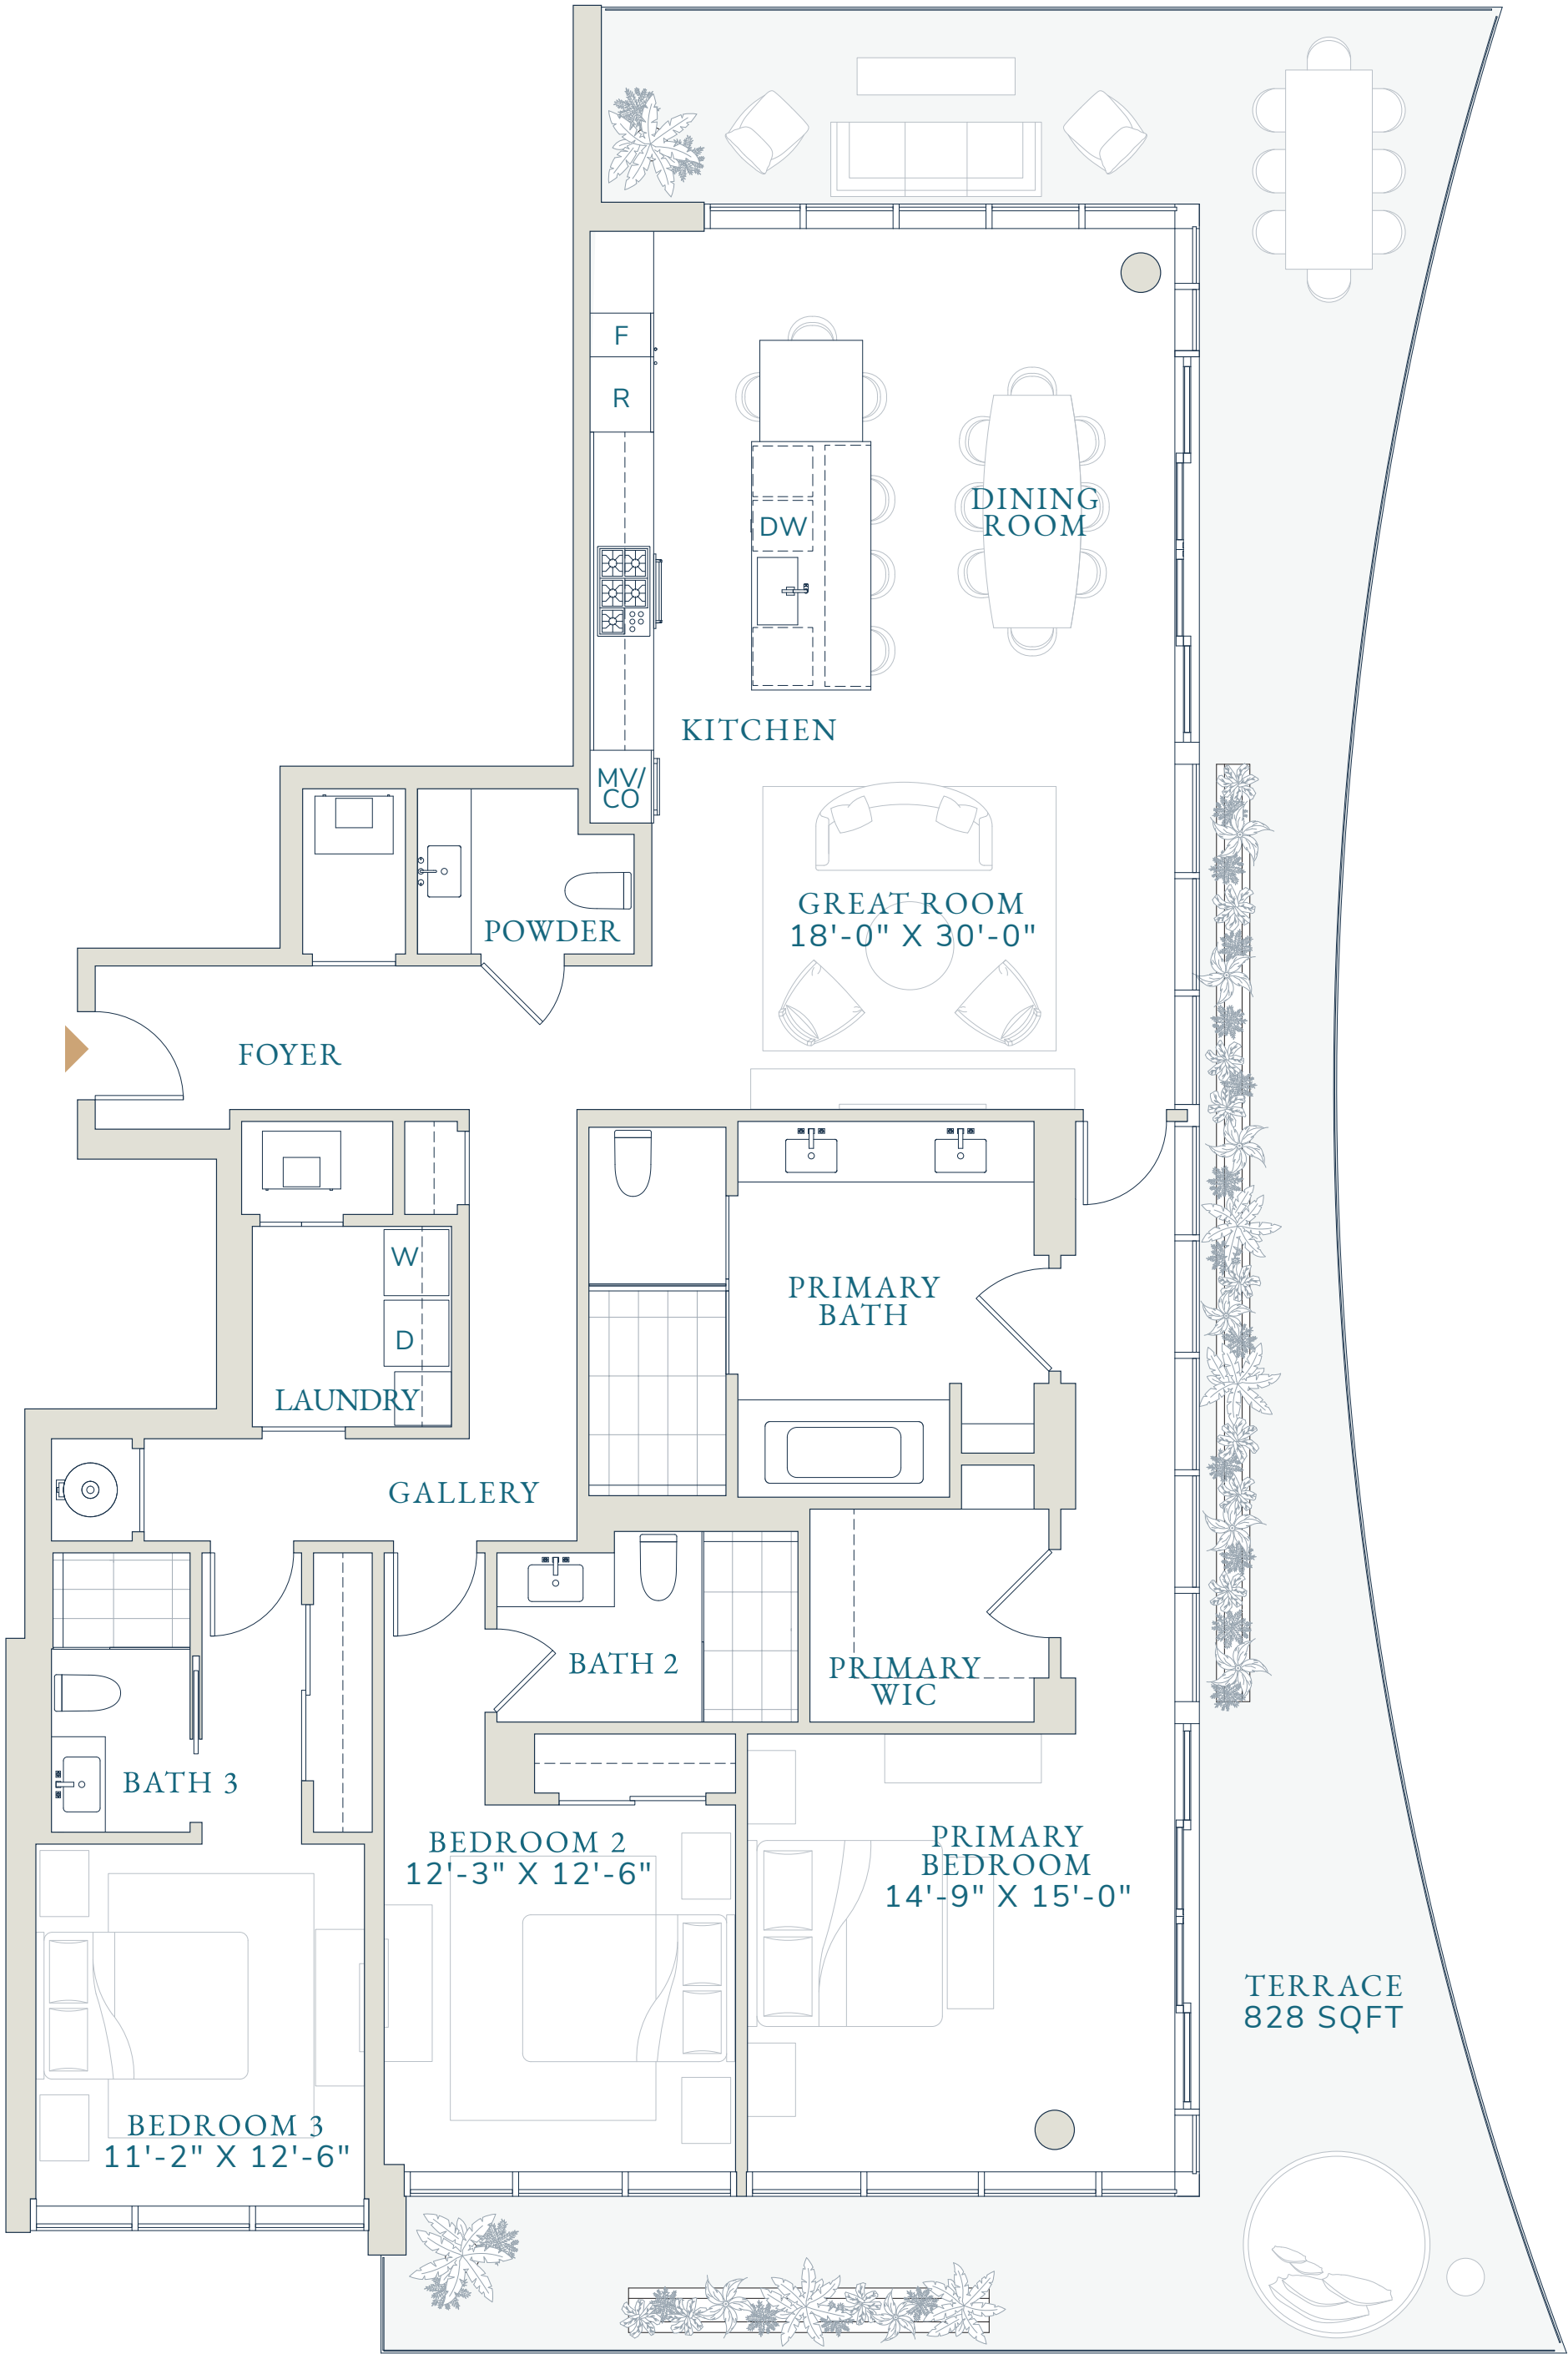 F
R
DW
DINING
ROOM
KITCHEN
MV/
CO
GREAT ROOM
18'-0" X 30'-0"
POWDER
FOYER
W
D
LAUNDRY
PRIMARY
BATH
GALLERY
BATH 2
PRIMARY
WIC
BATH 3
BEDROOM 2
12'-3" X 12'-6"
PRIMARY
BEDROOM
14'-9" X 15'-0"
TERRACE
828 SQFT
BEDROOM 3
11'-2" X 12'-6"